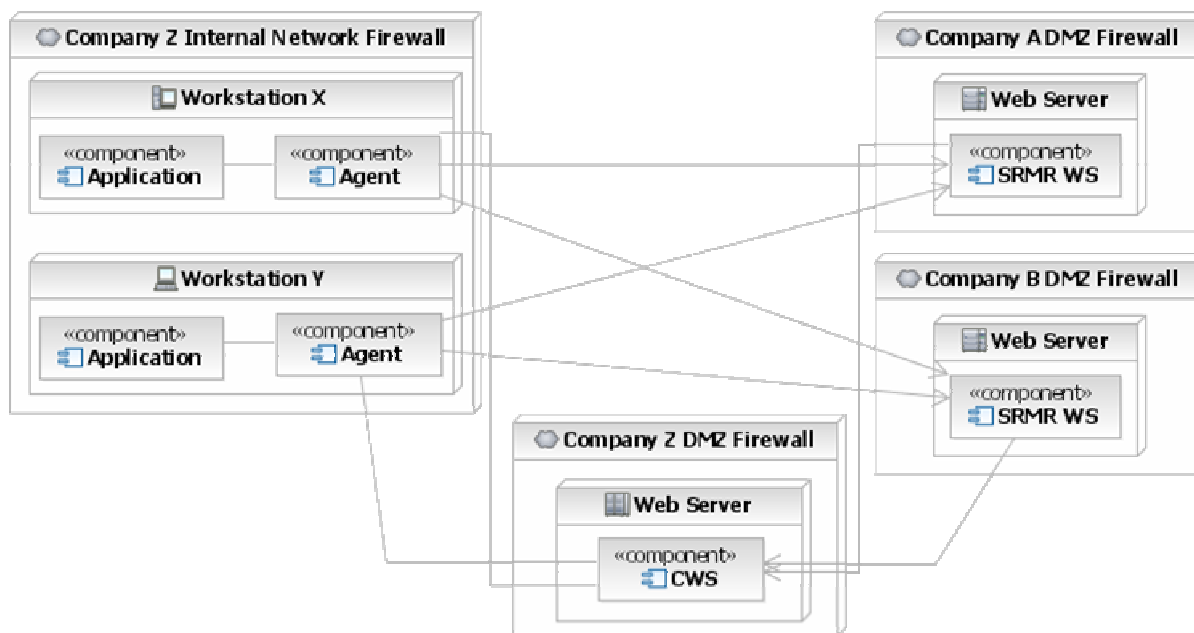 Company Z Internal Network Firewall
Workstation X
«component»
Application
«component»
Agent
Workstation Y
«component»
Application
«component»
Agent
Company A DMZ Firewall
Web Server
«component»
SRMR WS
Company B DMZ Firewall
Web Server
«component»
SRMR WS
Company Z DMZ Firewall
Web Server
«component»
CWS